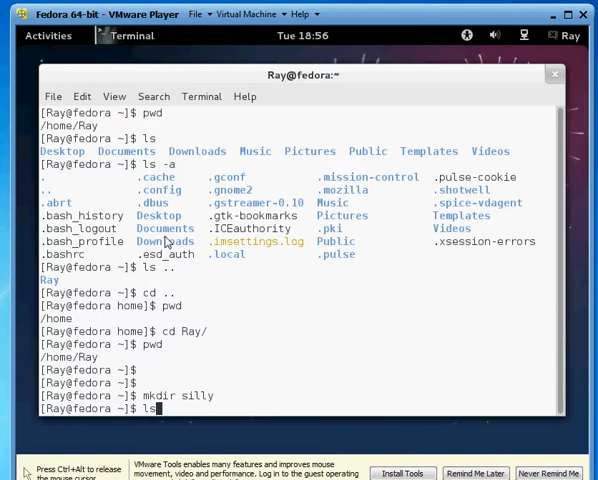 Fedora 64-bit - VMware Player File Virtual Machine Help
Activities Terminal Tue 18:56 Ray
Ray@fedora:~
File Edit View Search Terminal Help
[Ray@fedora ~]$ pwd
/home/Ray
[Ray@fedora ~]$ ls
Desktop Documents Downloads Music Pictures Public Templates Videos
[Ray@fedora ~]$ ls -a
. .cache .gconf .mission-control .pulse-cookie
.. .config .gnome2 .mozilla .shotwell
.abrt .dbus .gstreamer-0.10 Music .spice-vdagent
.bash_history Desktop .gtk-bookmarks Pictures Templates
.bash_logout Documents .ICEauthority .pki Videos
.bash_profile Downloads .imsettings.log Public .xsession-errors
.bashrc .esd_auth .local .pulse
[Ray@fedora ~]$ ls ..
Ray
[Ray@fedora ~]$ cd ..
[Ray@fedora home]$ pwd
/home
[Ray@fedora home]$ cd Ray/
[Ray@fedora ~]$ pwd
/home/Ray
[Ray@fedora ~]$
[Ray@fedora ~]$
[Ray@fedora ~]$ mkdir silly
[Ray@fedora ~]$ ls
Press Ctrl+Alt to release
the mouse cursor
VMware Tools enables many features and improves mouse
movement, video and performance. Log in to the guest operating
Install Tools Remind Me Later Never Remind Me